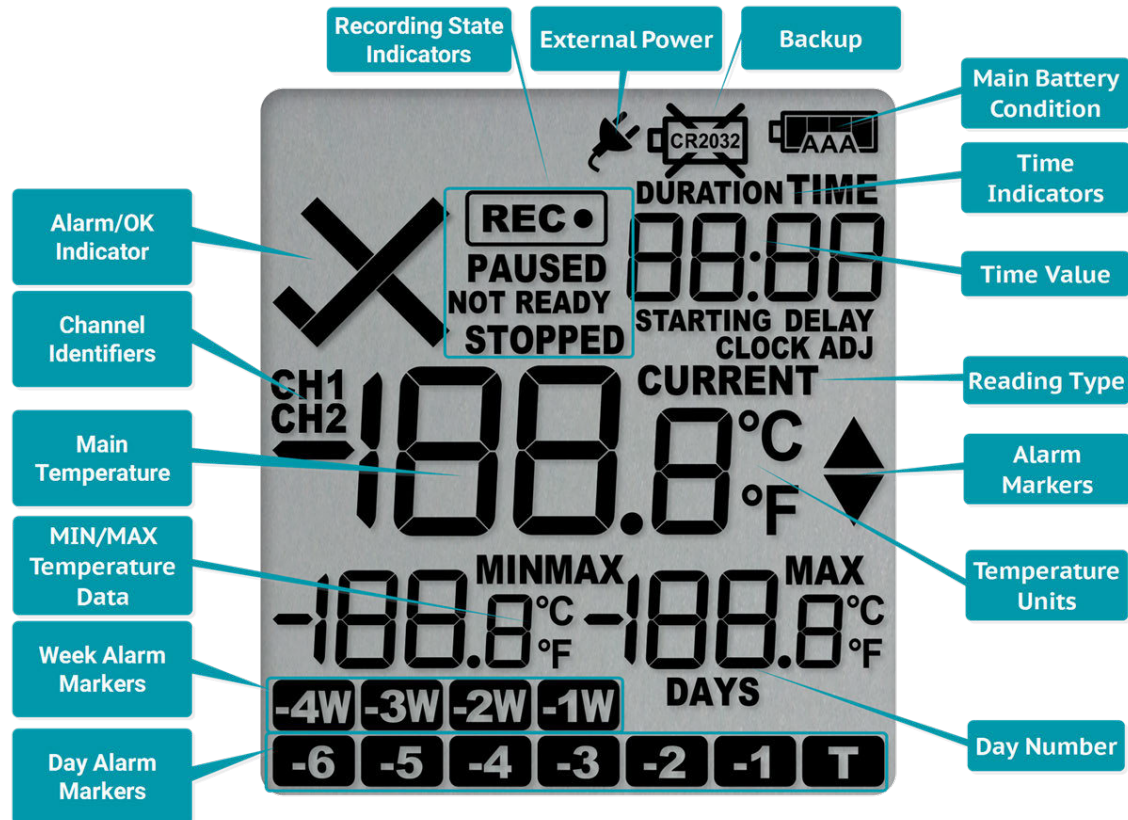 Recording State
Indicators
External Power
Backup
Main Battery
Condition
CR2032
AAA
Time
Indicators
DURATION TIME
Alarm/OK
Indicator
REC ●
88:88
PAUSED
Time Value
NOT READY
STARTING DELAY
STOPPED
CLOCK ADJ
Channel
Identifiers
CH1
CH2
CURRENT
Reading Type
Main
Temperature
-188.8
°C
°F
Alarm
Markers
MIN/MAX
Temperature
Data
MINMAX
MAX
-188.8 °C
°F
-188.8 °C
°F
Temperature
Units
Week Alarm
Markers
DAYS
-4W -3W -2W -1W
Day Number
Day Alarm
Markers
-6 -5 -4 -3 -2 -1 T